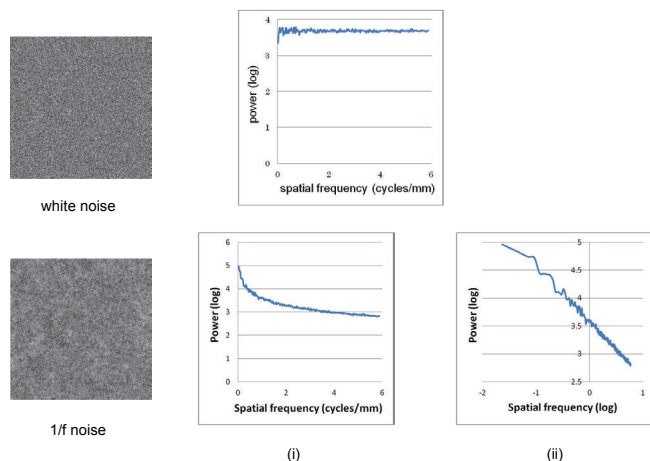 4
3
2
1
0
power (log)
0 2 4 6
spatial frequency (cycles/mm)
white noise
6
5
4
3
2
1
0
Power (log)
0 2 4 6
Spatial frequency (cycles/mm)
5
4.5
4
3.5
3
2.5
Power (log)
-2 -1 0 1
Spatial frequency (log)
1/f noise
(i) (ii)